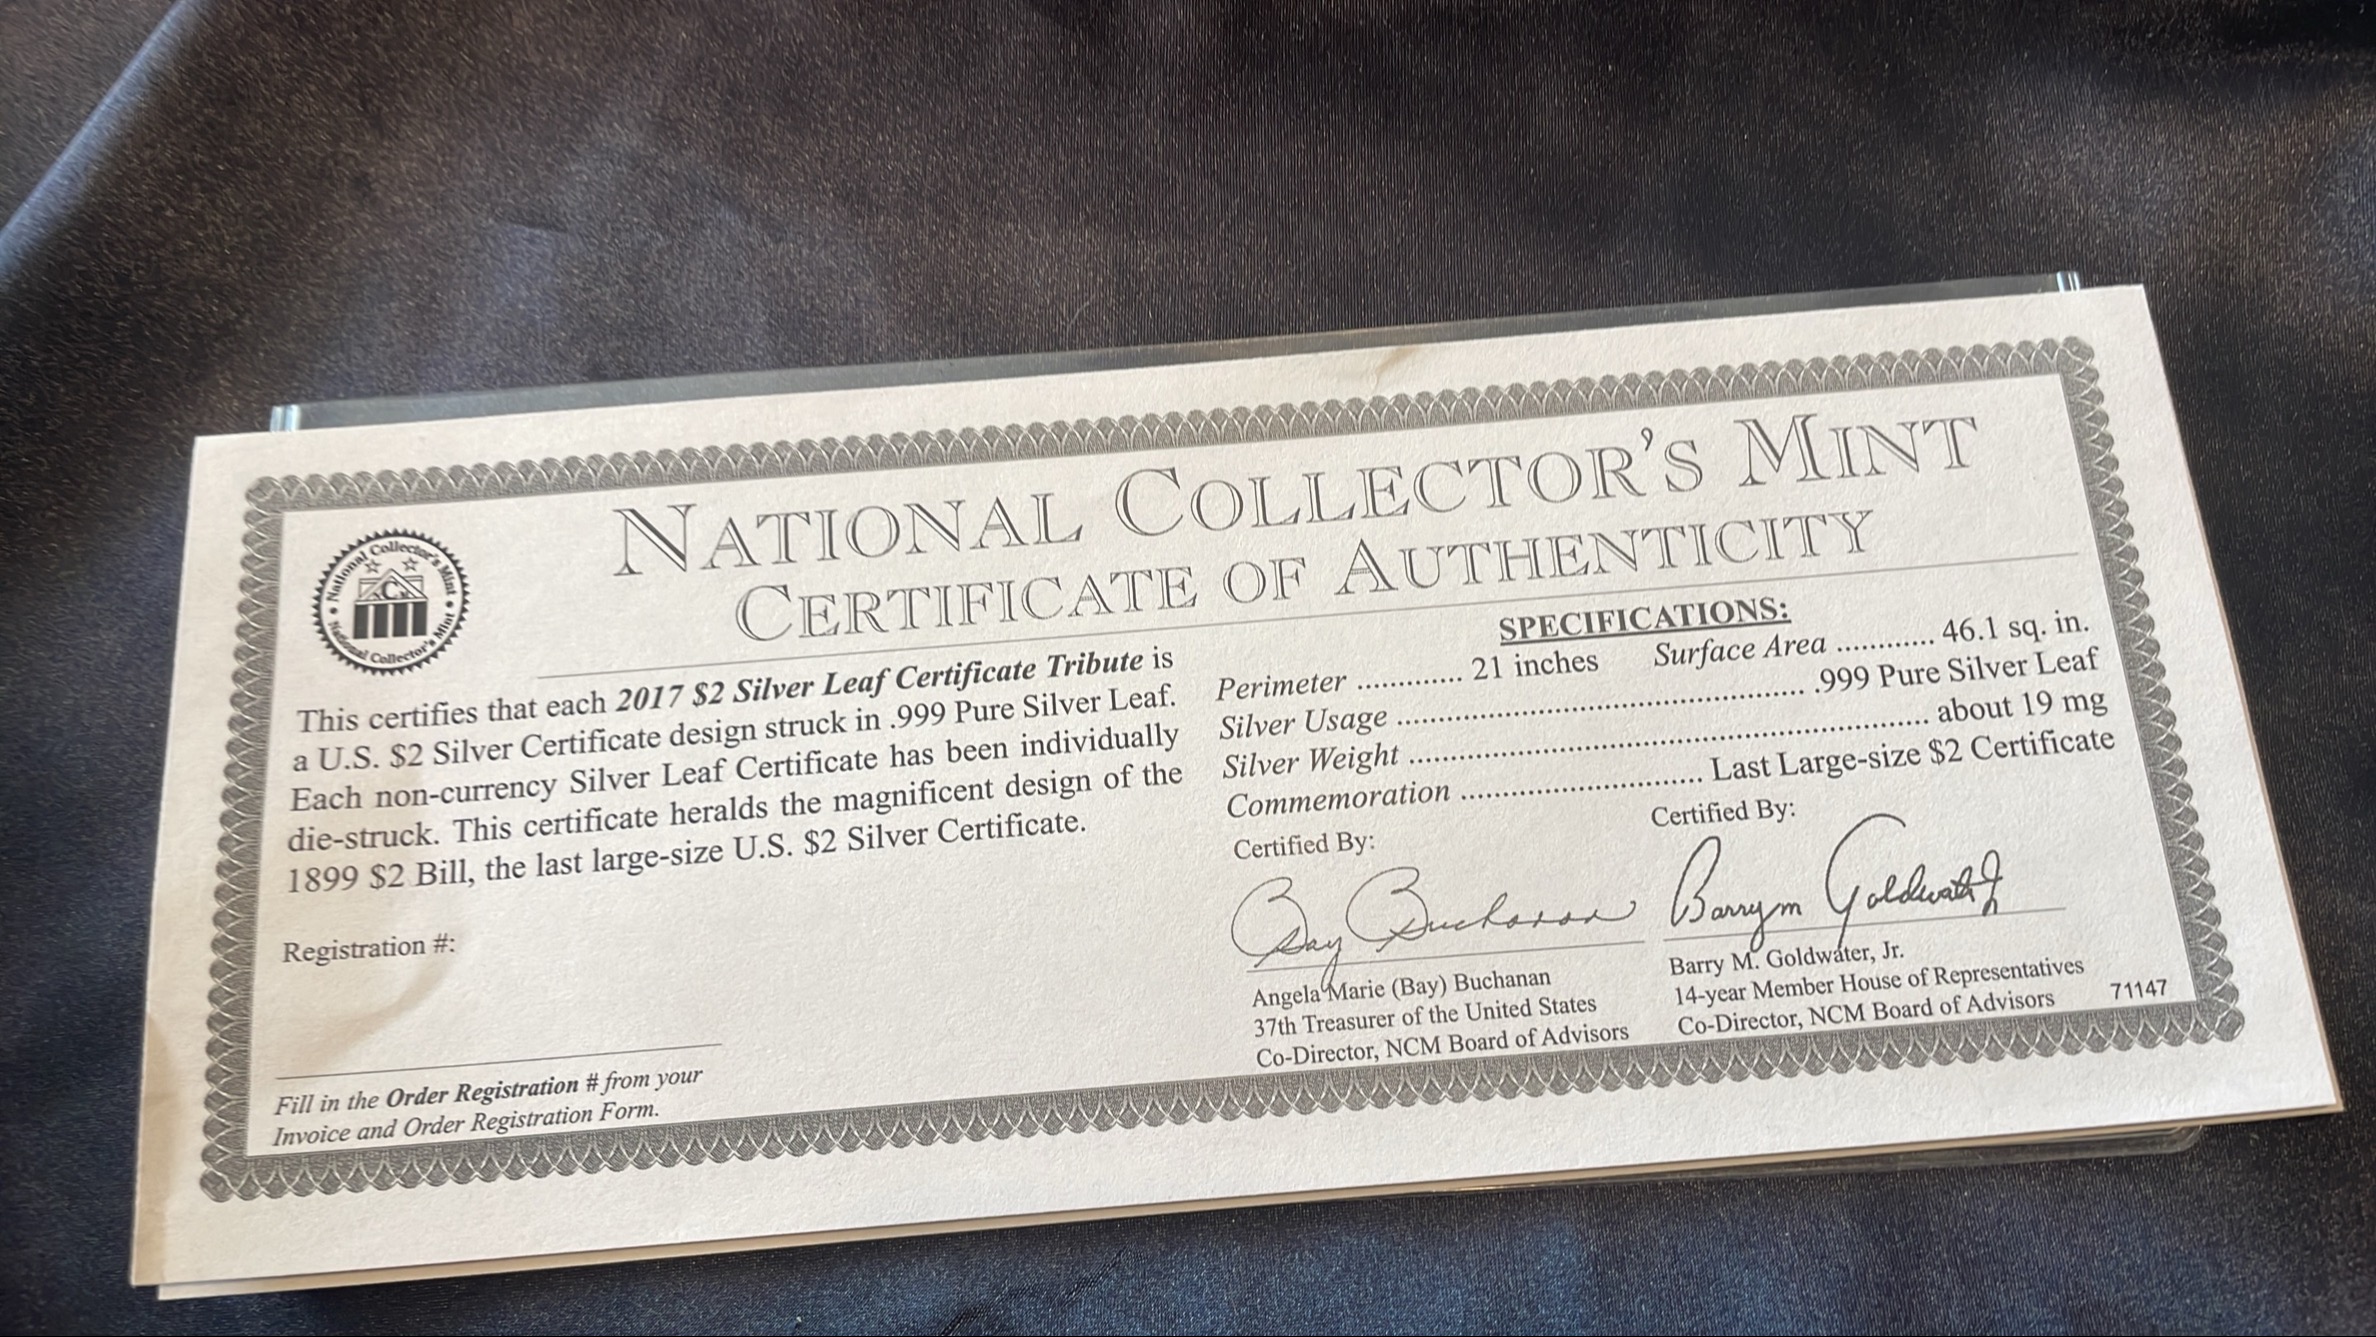 NATIONAL COLLECTOR'S MINT
CERTIFICATE OF AUTHENTICITY
National Collector's Mint • National Collector's Mint •
C
This certifies that each 2017 $2 Silver Leaf Certificate Tribute is
a U.S. $2 Silver Certificate design struck in .999 Pure Silver Leaf.
Each non-currency Silver Leaf Certificate has been individually
die-struck. This certificate heralds the magnificent design of the
1899 $2 Bill, the last large-size U.S. $2 Silver Certificate.
Registration #:
Fill in the Order Registration # from your
Invoice and Order Registration Form.
SPECIFICATIONS:
Perimeter ............. 21 inches Surface Area ............ 46.1 sq. in.
Silver Usage .................................................. .999 Pure Silver Leaf
Silver Weight ................................................................ about 19 mg
Commemoration ............................. Last Large-size $2 Certificate
Certified By:
Bay Buchanan
Angela Marie (Bay) Buchanan
37th Treasurer of the United States
Co-Director, NCM Board of Advisors
Certified By:
Barry M Goldwater Jr
Barry M. Goldwater, Jr.
14-year Member House of Representatives
Co-Director, NCM Board of Advisors
71147